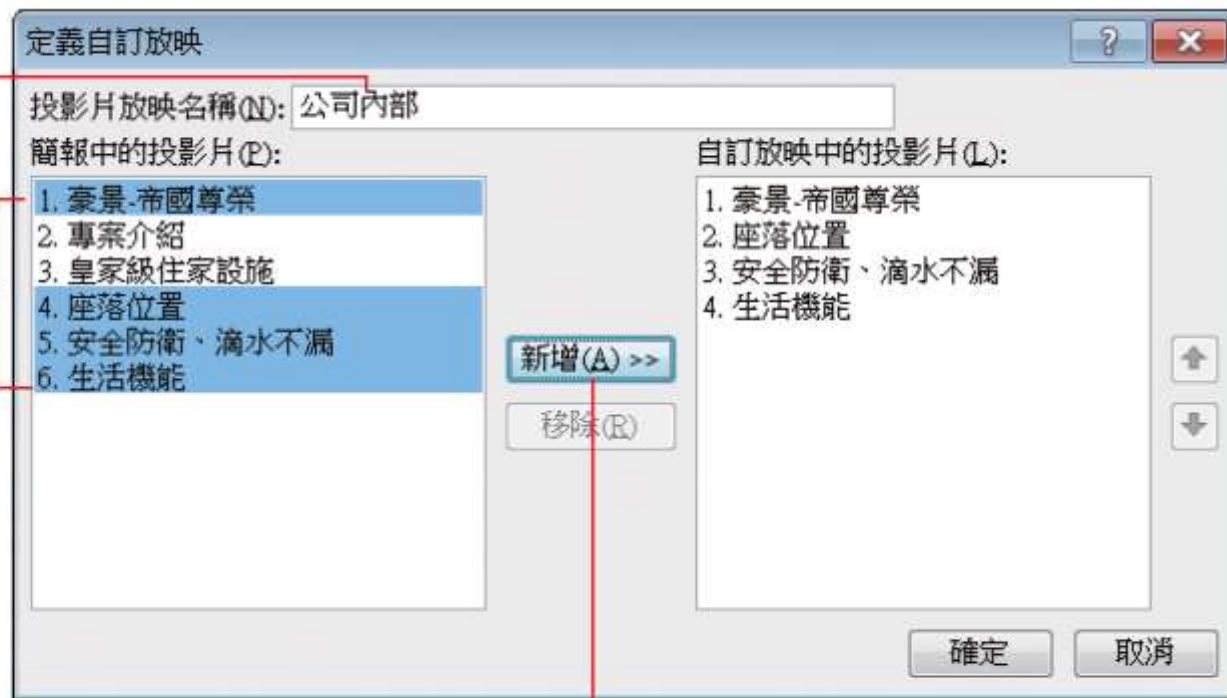 定義自訂放映
投影片放映名稱(N): 公司內部
簡報中的投影片(P):
1. 豪景-帝國尊榮
2. 專案介紹
3. 皇家級住家設施
4. 座落位置
5. 安全防衛、滴水不漏
6. 生活機能
新增(A) >>
移除(R)
自訂放映中的投影片(L):
1. 豪景-帝國尊榮
2. 座落位置
3. 安全防衛、滴水不漏
4. 生活機能
確定
取消